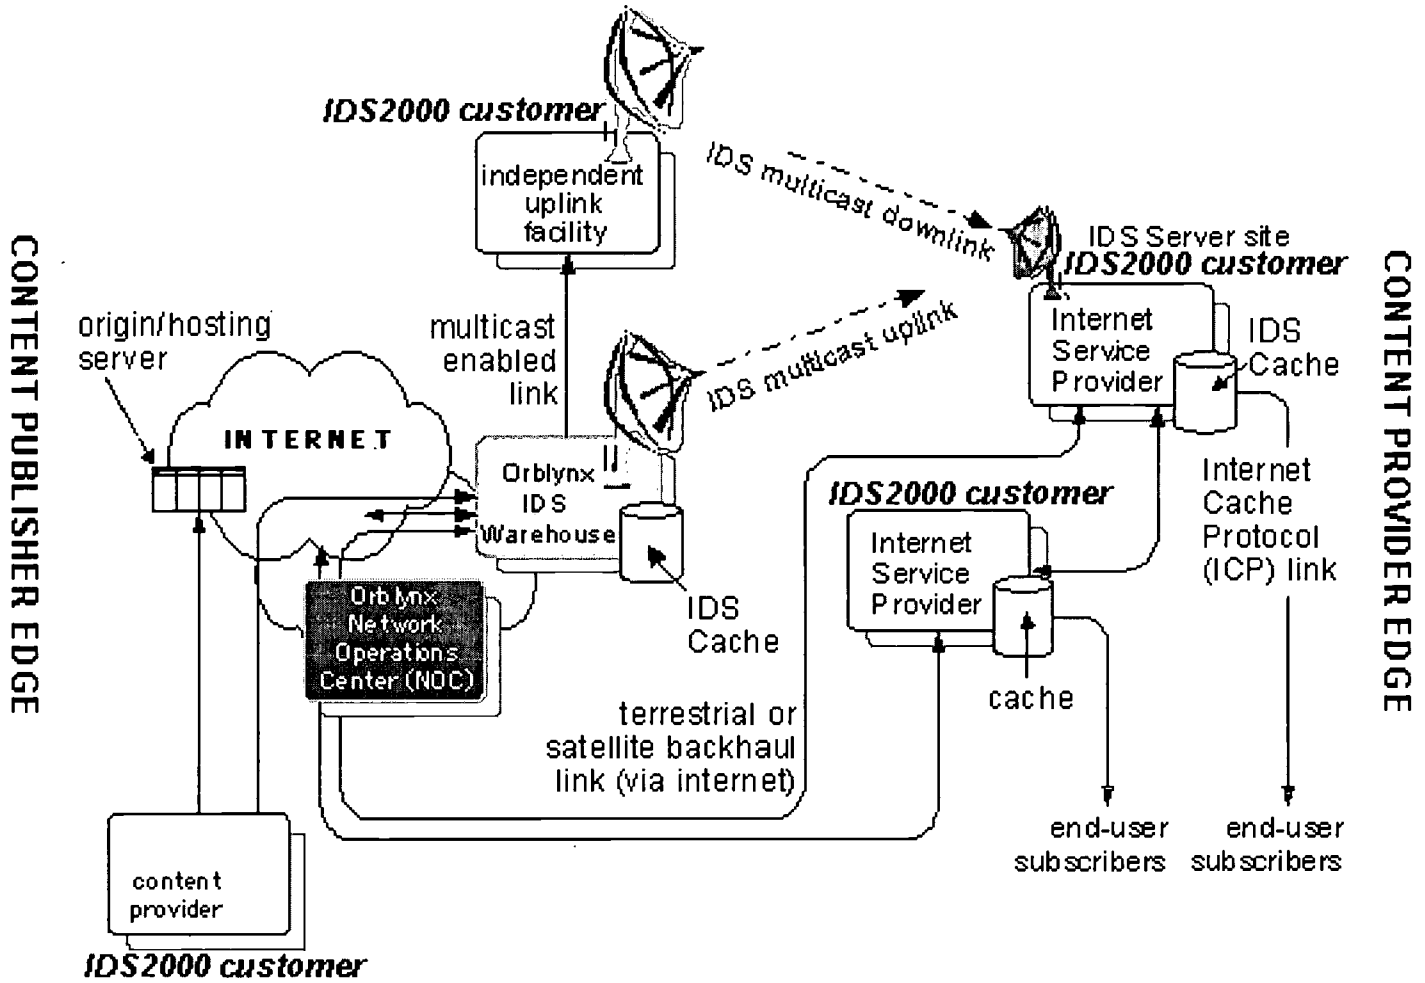 IDS2000 customer
independent
uplink
facility
IDS multicast downlink
IDS Server site
IDS2000 customer
Internet
Service
Provider
IDS
Cache
CONTENT PUBLISHER EDGE
CONTENT PROVIDER EDGE
origin/hosting
server
multicast
enabled
link
IDS multicast uplink
INTERNET
Orblynx
IDS
Warehouse
IDS
Cache
IDS2000 customer
Internet
Service
Provider
cache
Internet
Cache
Protocol
(ICP) link
Orblynx
Network
Operations
Center (NOC)
terrestrial or
satellite backhaul
link (via internet)
end-user
subscribers
end-user
subscribers
content
provider
IDS2000 customer